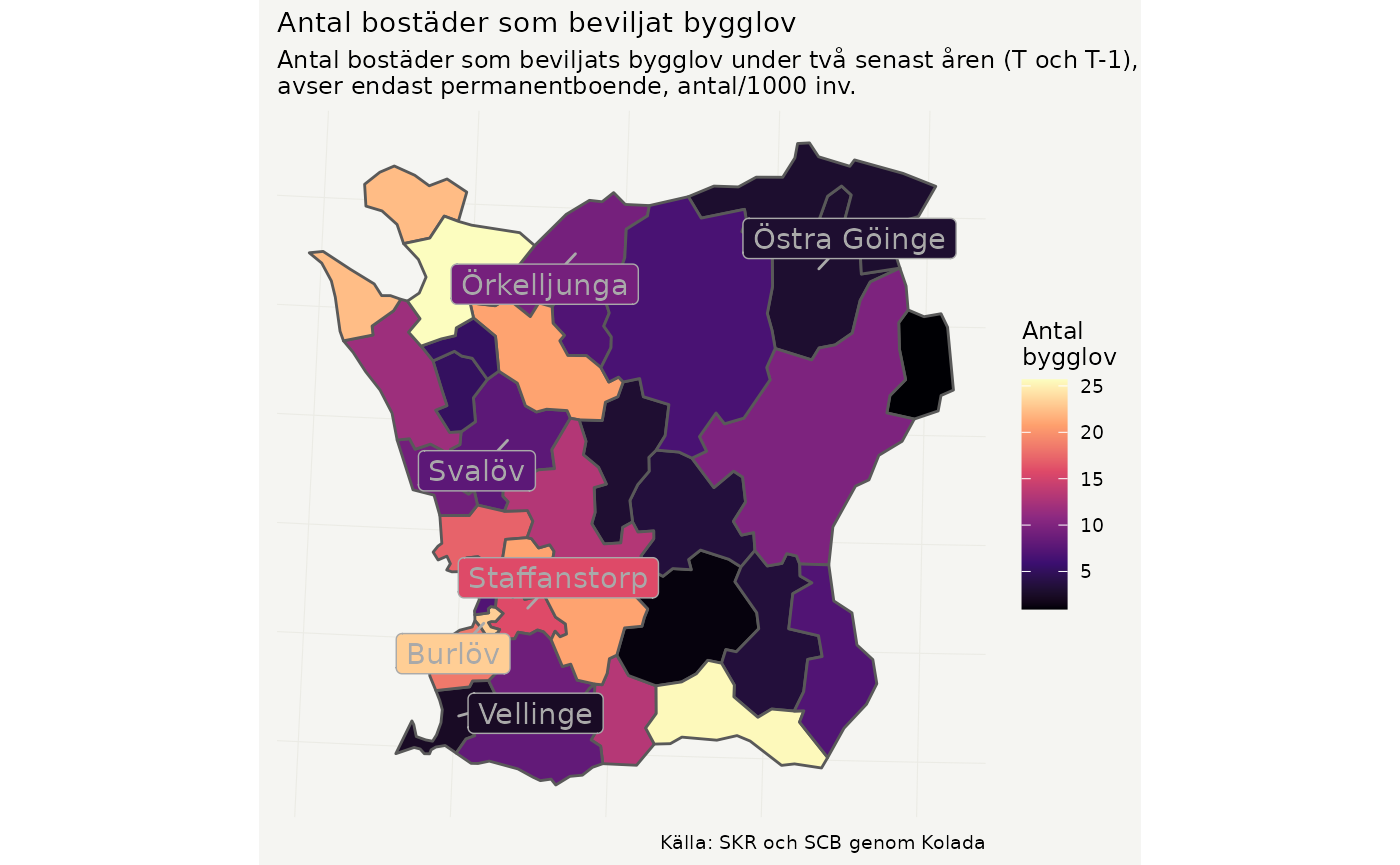 Antal bostäder som beviljat bygglov
Antal bostäder som beviljats bygglov under två senast åren (T och T-1),
avser endast permanentboende, antal/1000 inv.
Östra Göinge
Örkelljunga
Svalöv
Staffanstorp
Burlöv
Vellinge
Antal
bygglov
25
20
15
10
5
Källa: SKR och SCB genom Kolada